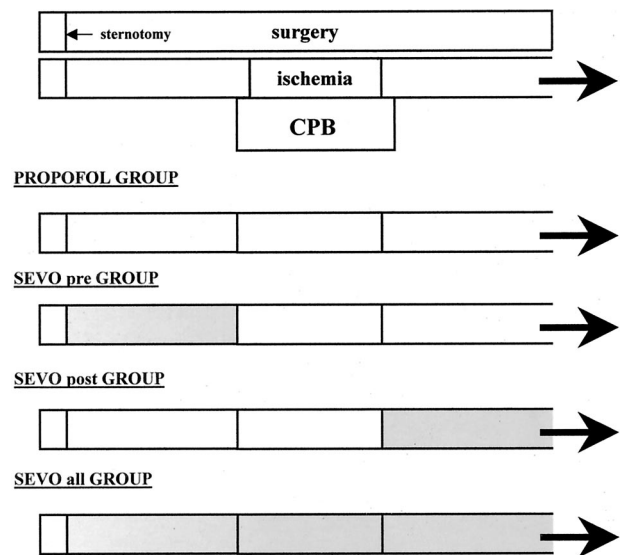 surgery
sternotomy
ischemia
CPB
PROPOFOL GROUP
SEVO pre GROUP
SEVO post GROUP
SEVO all GROUP